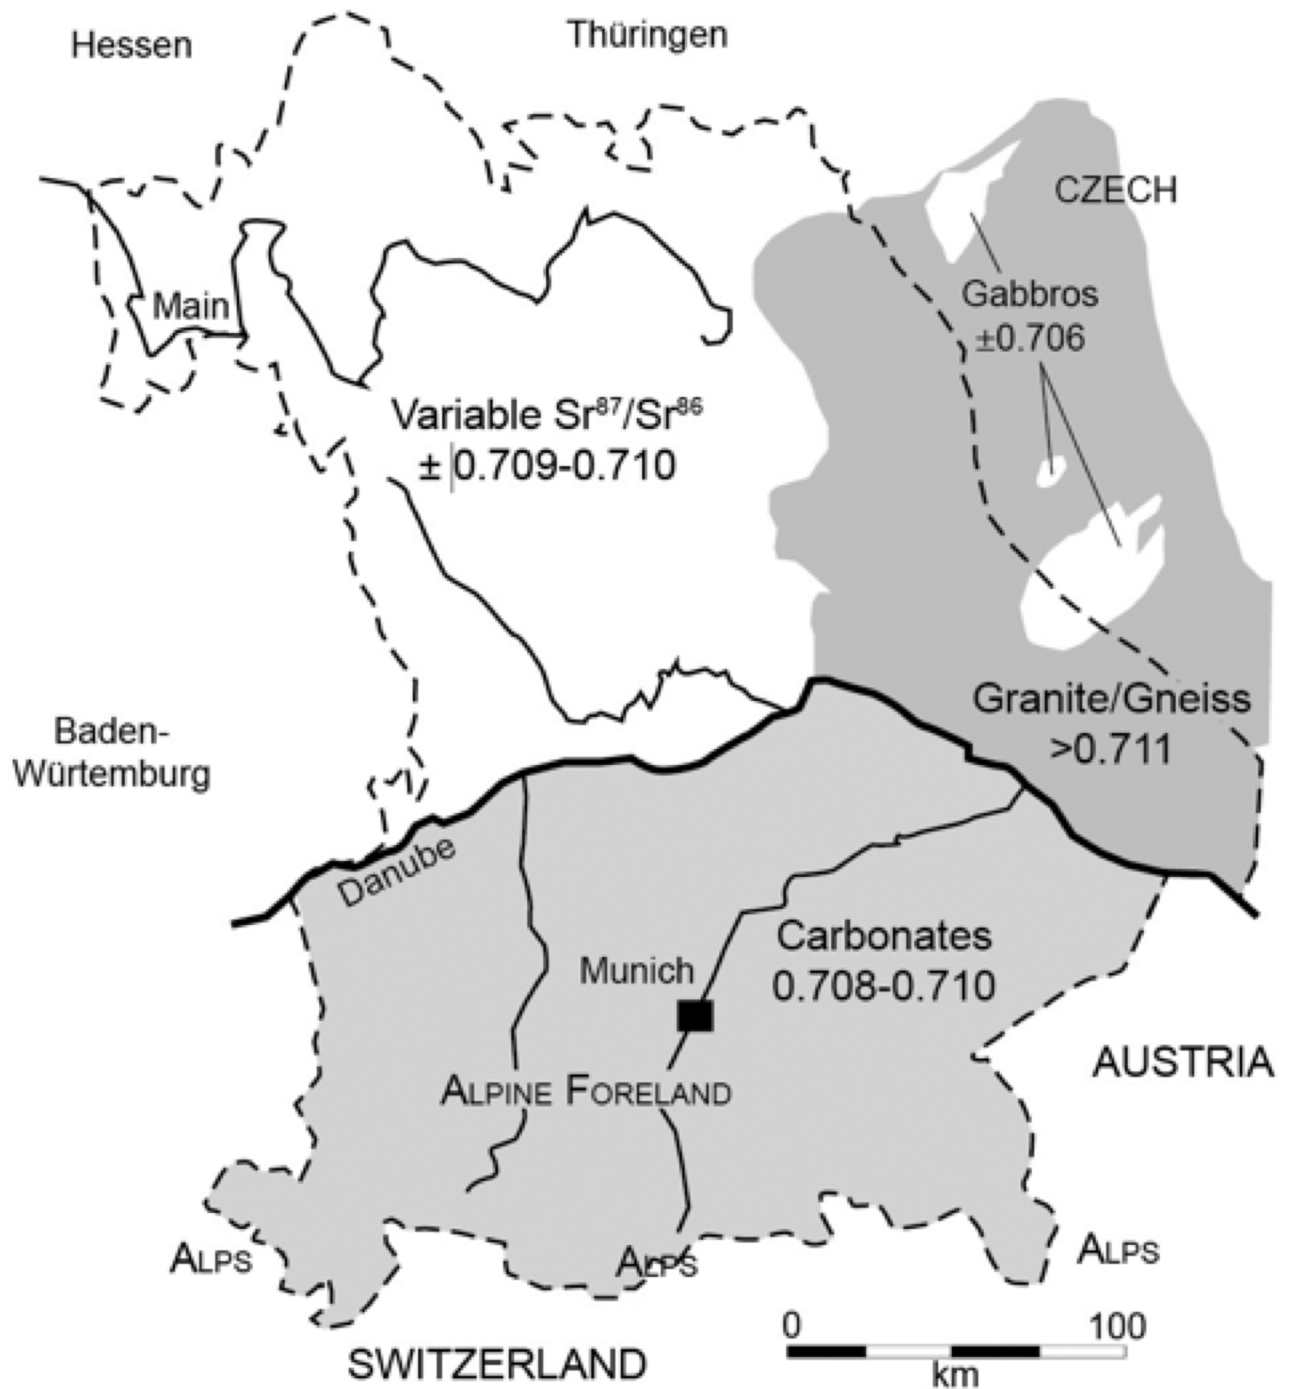 Hessen
Thüringen
CZECH
Gabbros
±0.706
Main
Variable Sr⁸⁷/Sr⁸⁶
± 0.709-0.710
Granite/Gneiss
>0.711
Baden-
Würtemburg
Danube
Carbonates
0.708-0.710
Munich
AUSTRIA
ALPINE FORELAND
ALPS
ALPS
ALPS
0 100
km
SWITZERLAND